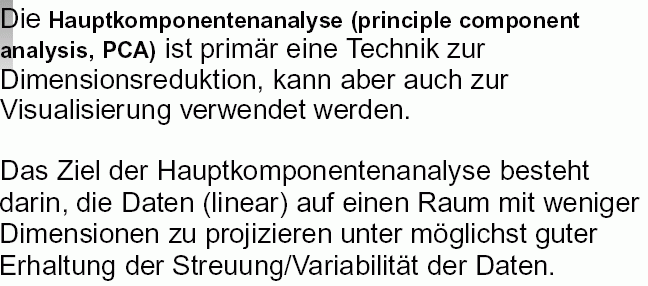 Die Hauptkomponentenanalyse (principle component
analysis, PCA) ist primär eine Technik zur
Dimensionsreduktion, kann aber auch zur
Visualisierung verwendet werden.
Das Ziel der Hauptkomponentenanalyse besteht
darin, die Daten (linear) auf einen Raum mit weniger
Dimensionen zu projizieren unter möglichst guter
Erhaltung der Streuung/Variabilität der Daten.